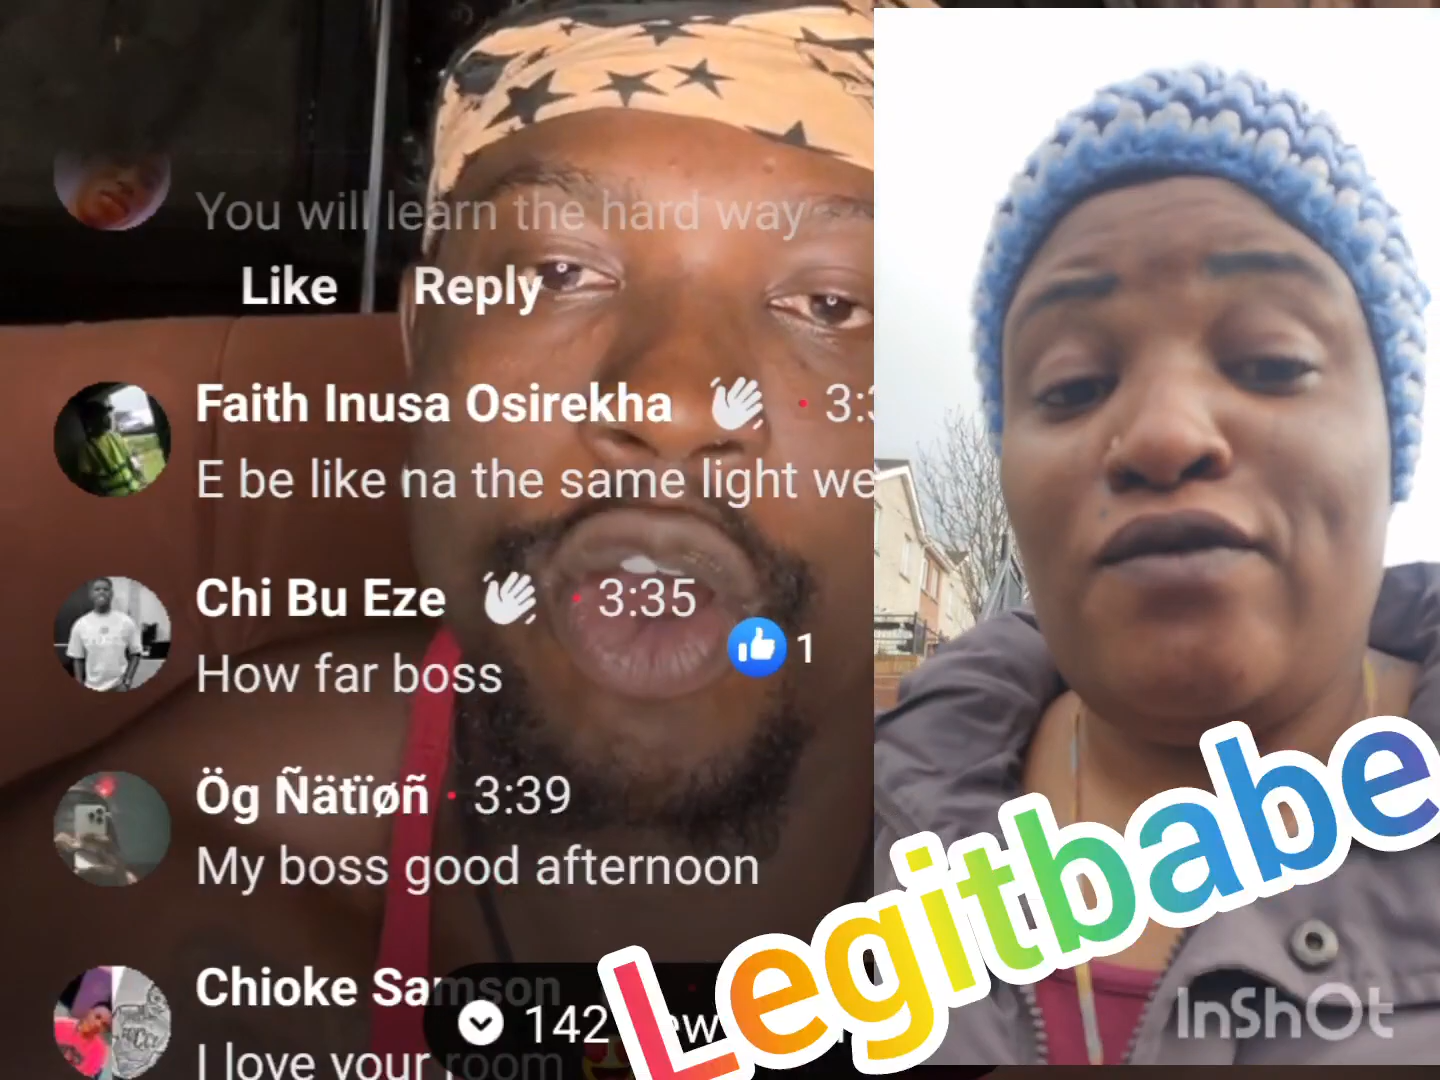 You will learn the hard way
Like Reply
Faith Inusa Osirekha
E be like na the same light we
Chi Bu Eze 3:35
1
How far boss
Ög Ñätïøñ 3:39
My boss good afternoon
Chioke Samson
142
I love your room
Legitbabe
InShOt